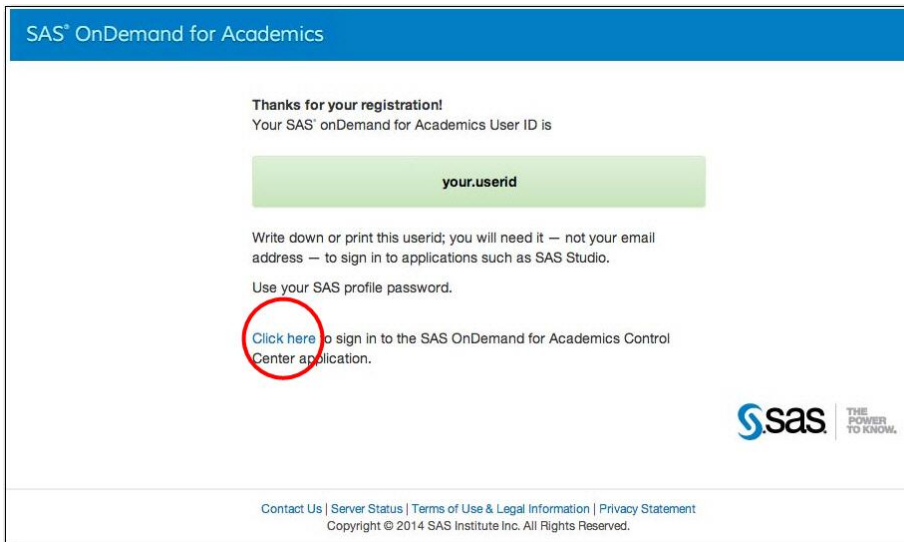 SAS® OnDemand for Academics
Thanks for your registration!
Your SAS® onDemand for Academics User ID is
your.userid
Write down or print this userid; you will need it — not your email
address — to sign in to applications such as SAS Studio.
Use your SAS profile password.
Click here to sign in to the SAS OnDemand for Academics Control
Center application.
sas
THE
POWER
TO KNOW.
Contact Us | Server Status | Terms of Use & Legal Information | Privacy Statement
Copyright © 2014 SAS Institute Inc. All Rights Reserved.